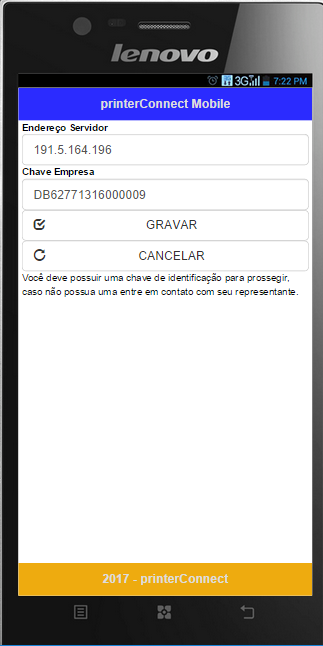 lenovo
3G 7:22 PM
printerConnect Mobile
Endereço Servidor
191.5.164.196
Chave Empresa
DB62771316000009
GRAVAR
CANCELAR
Você deve possuir uma chave de identificação para prossegir,
caso não possua uma entre em contato com seu representante.
2017 - printerConnect